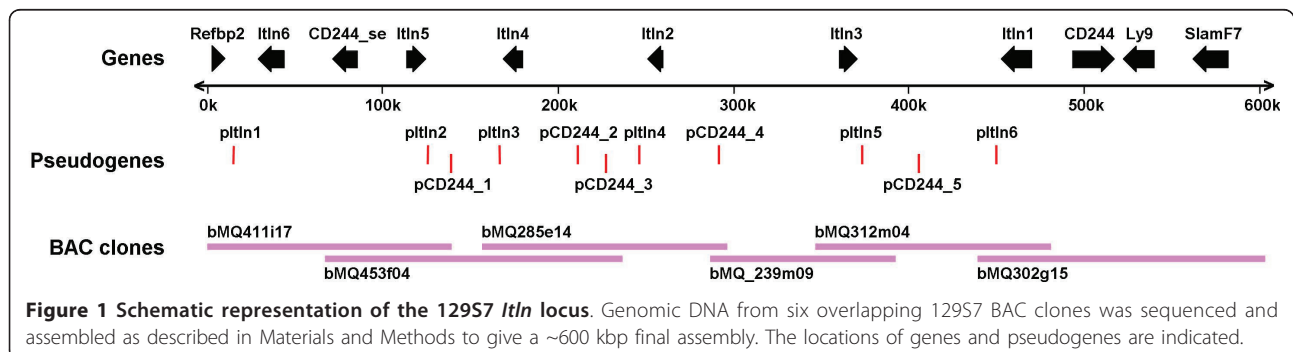 Genes
Refbp2 Itln6 CD244_se Itln5 Itln4 Itln2 Itln3 Itln1 CD244 Ly9 SlamF7
0k 100k 200k 300k 400k 500k 600k
Pseudogenes
pItln1 pItln2 pItln3 pCD244_2 pItln4 pCD244_4 pItln5 pItln6
pCD244_1 pCD244_3 pCD244_5
BAC clones
bMQ411i17 bMQ285e14 bMQ312m04
bMQ453f04 bMQ_239m09 bMQ302g15
Figure 1 Schematic representation of the 129S7 Itln locus. Genomic DNA from six overlapping 129S7 BAC clones was sequenced and
assembled as described in Materials and Methods to give a ~600 kbp final assembly. The locations of genes and pseudogenes are indicated.